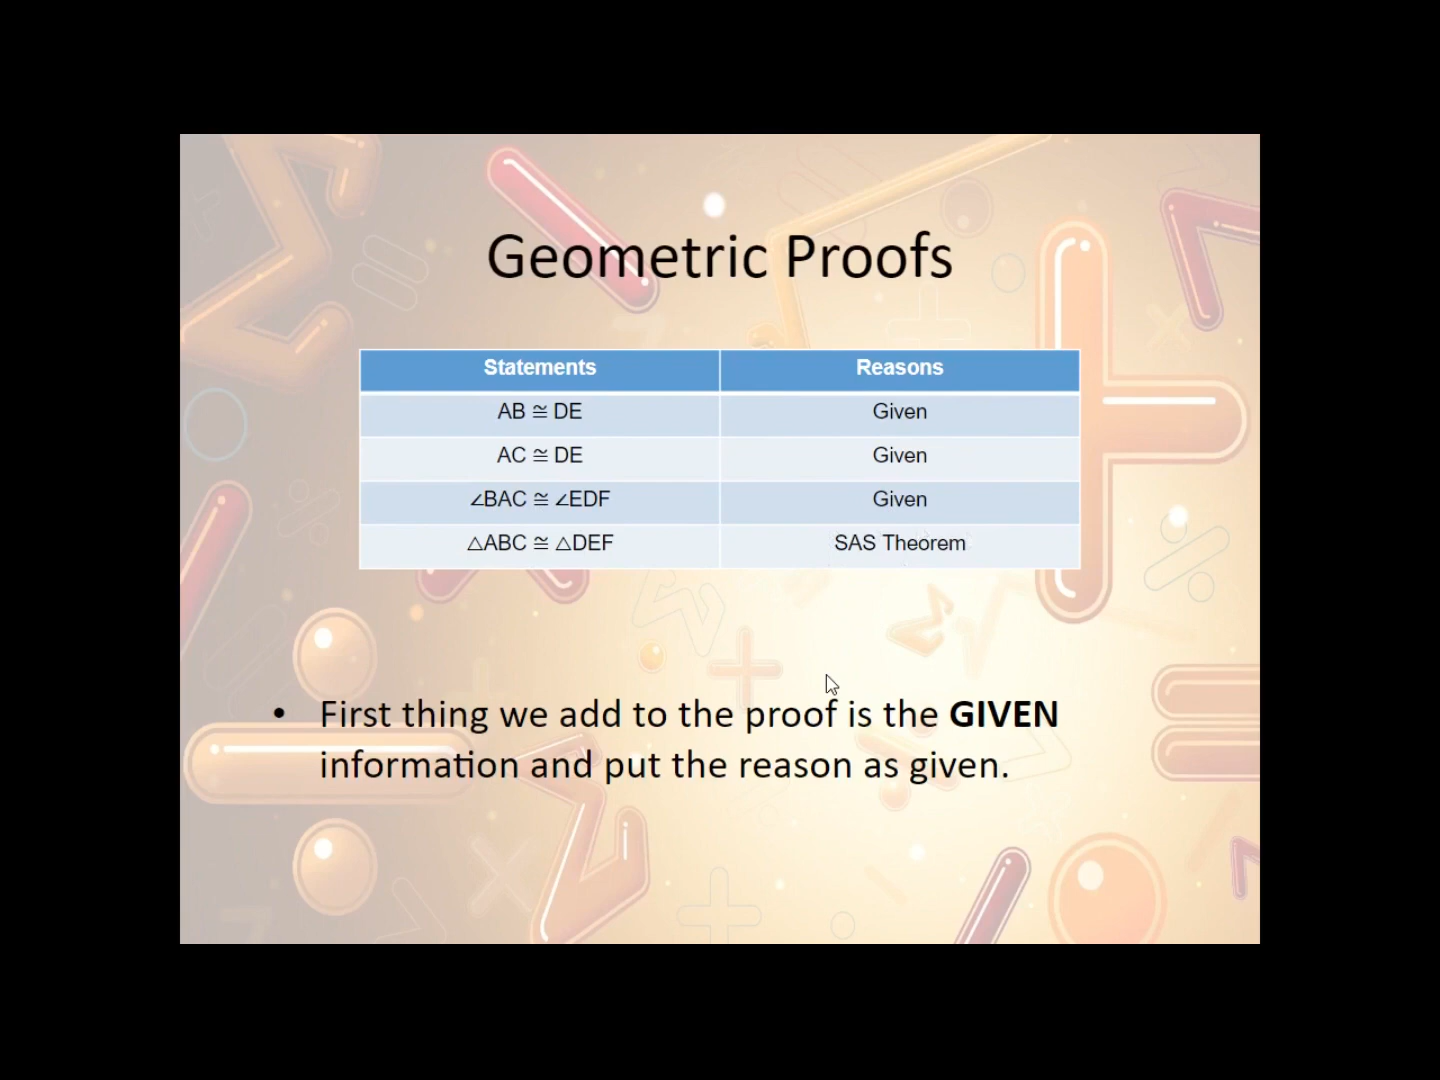 Geometric Proofs
Statements Reasons
AB ≅ DE Given
AC ≅ DE Given
∠BAC ≅ ∠EDF Given
△ABC ≅ △DEF SAS Theorem
• First thing we add to the proof is the GIVEN
information and put the reason as given.